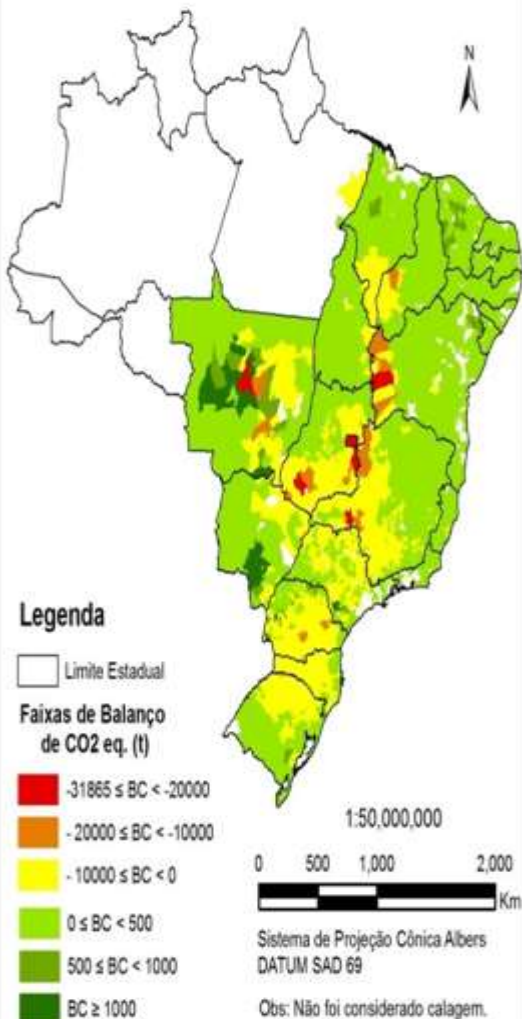 N
Legenda
Limite Estadual
Faixas de Balanço
de CO2 eq. (t)
-31865 ≤ BC < -20000
- 20000 ≤ BC < -10000
- 10000 ≤ BC < 0
0 ≤ BC < 500
500 ≤ BC < 1000
BC ≥ 1000
1:50,000,000
0 500 1,000 2,000
Km
Sistema de Projeção Cônica Albers
DATUM SAD 69
Obs: Não foi considerado calagem.